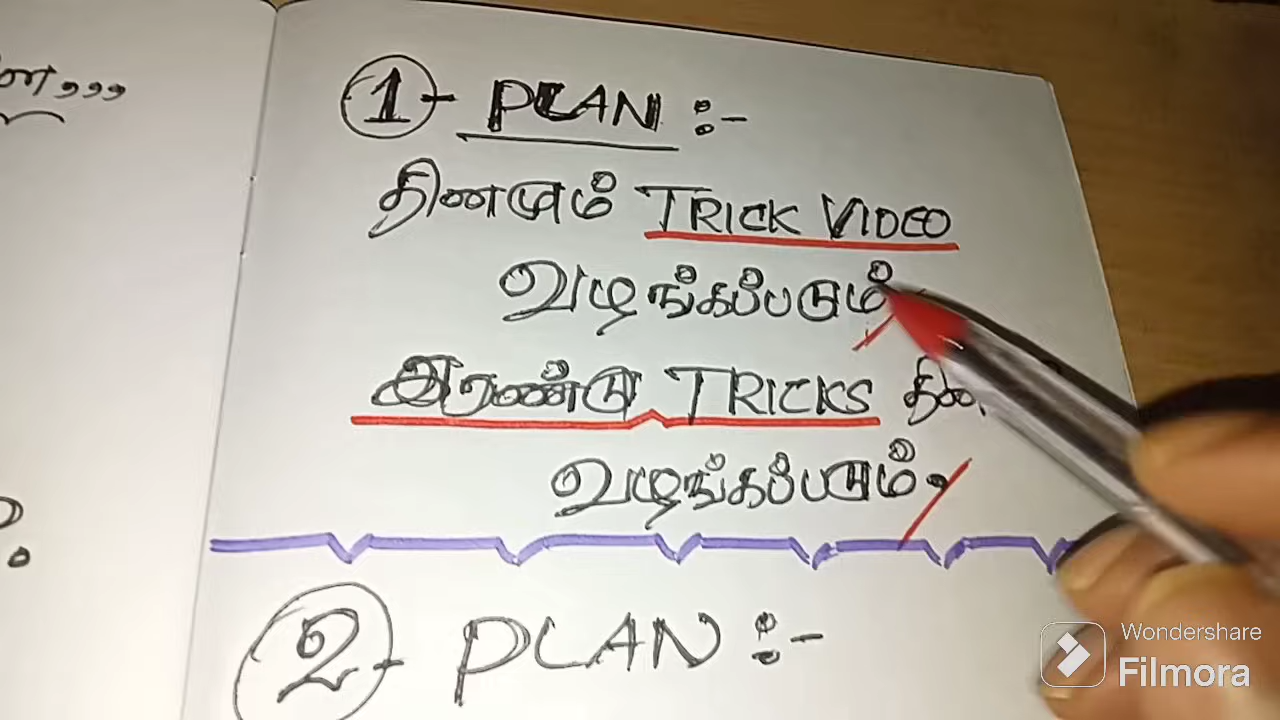 1- PLAN :-
தினமும் TRICK VIDEO
வழங்கப்படும்
இரண்டு TRICKS
வழங்கப்படும்.
2- PLAN :-
Wondershare
Filmora